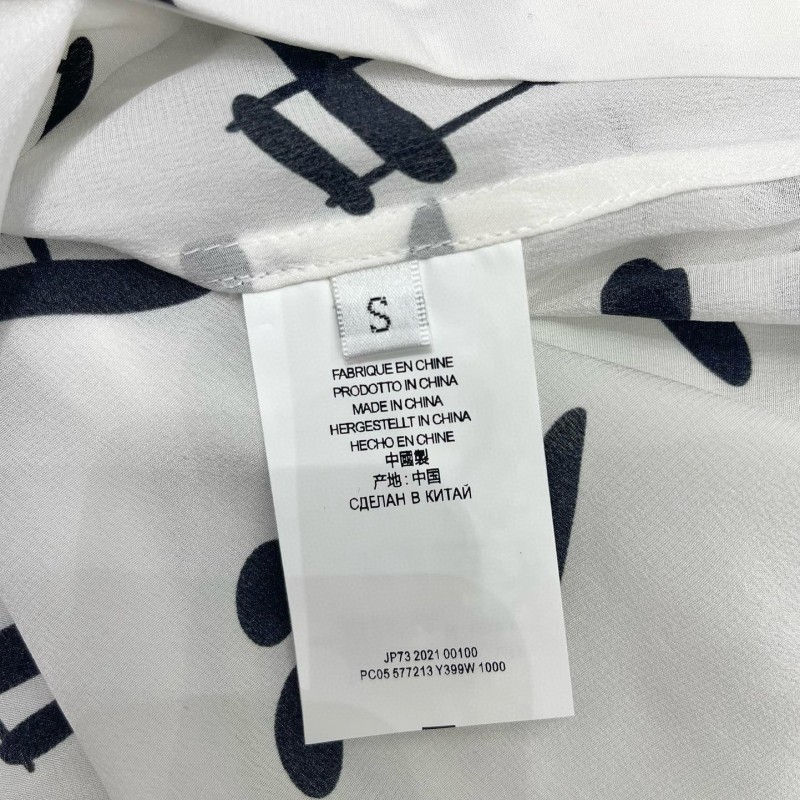 S
FABRIQUE EN CHINE
PRODOTTO IN CHINA
MADE IN CHINA
HERGESTELLT IN CHINA
HECHO EN CHINE
中國製
产地：中国
СДЕЛАН В КИТАЙ
JP73 2021 00100
PC05 577213 Y399W 1000